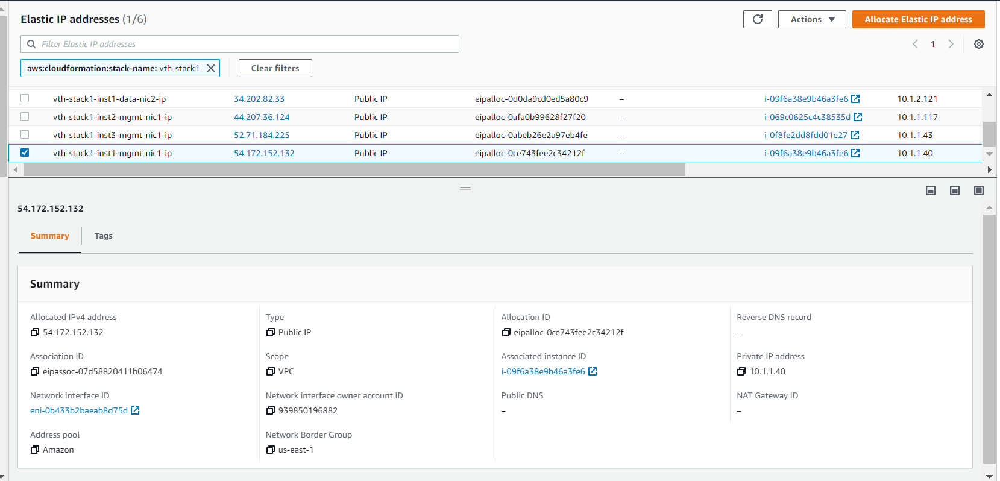 Elastic IP addresses (1/6)
Actions
Allocate Elastic IP address
Filter Elastic IP addresses
1
aws:cloudformation:stack-name: vth-stack1
Clear filters
vth-stack1-inst1-data-nic2-ip 34.202.82.33 Public IP eipalloc-0d0da9cd0ed5a80c9 – i-09f6a38e9b46a3fe6 10.1.2.121
vth-stack1-inst2-mgmt-nic1-ip 44.207.36.124 Public IP eipalloc-0afa0b99628f27f20 – i-069c0625c4c38535d 10.1.1.117
vth-stack1-inst3-mgmt-nic1-ip 52.71.184.225 Public IP eipalloc-0abeb26e2a97eb4fe – i-0f8fe2dd8fdd01e27 10.1.1.43
vth-stack1-inst1-mgmt-nic1-ip 54.172.152.132 Public IP eipalloc-0ce743fee2c34212f – i-09f6a38e9b46a3fe6 10.1.1.40
54.172.152.132
Summary Tags
Summary
Allocated IPv4 address Type Allocation ID Reverse DNS record
54.172.152.132 Public IP eipalloc-0ce743fee2c34212f –
Association ID Scope Associated instance ID Private IP address
eipassoc-07d58820411b06474 VPC i-09f6a38e9b46a3fe6 10.1.1.40
Network interface ID Network interface owner account ID Public DNS NAT Gateway ID
eni-0b433b2baeab8d75d 939850196882 – –
Address pool Network Border Group
Amazon us-east-1